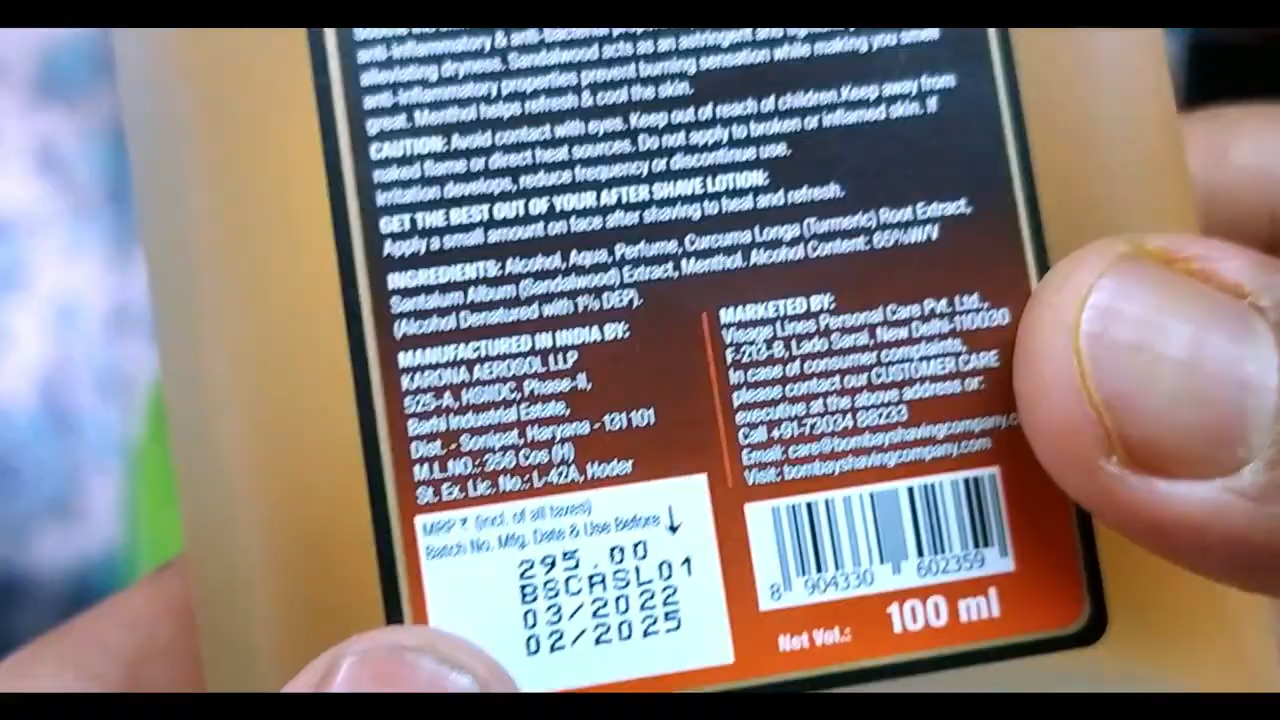 anti-inflammatory & anti-bacterial
alleviating dryness. Sandalwood acts as an astringent and
anti-inflammatory properties prevent burning sensation while making you smell
great. Menthol helps refresh & cool the skin.
CAUTION: Avoid contact with eyes. Keep out of reach of children.Keep away from
naked flame or direct heat sources. Do not apply to broken or inflamed skin. If
irritation develops, reduce frequency or discontinue use.
GET THE BEST OUT OF YOUR AFTER SHAVE LOTION:
Apply a small amount on face after shaving to heal and refresh.
INGREDIENTS: Alcohol, Aqua, Perfume, Curcuma Longa (Turmeric) Root Extract,
Santalum Album (Sandalwood) Extract, Menthol. Alcohol Content: 65%W/V
(Alcohol Denatured with 1% DEP).
MANUFACTURED IN INDIA BY:
KARONA AEROSOL LLP
525-A, HSIIDC, Phase-II,
Barhi Industrial Estate,
Dist. - Sonipat, Haryana - 131101
M.L.NO.: 356 Cos (H)
St. Ex. Lic. No.: L-42A, Hoder
MRP ₹ (incl. of all taxes)
Batch No. Mfg. Date & Use Before ↓
295.00
BSCASL01
03/2022
02/2025
MARKETED BY:
Visage Lines Personal Care Pvt. Ltd.,
F-213-B, Lado Sarai, New Delhi-110030
In case of consumer complaints,
please contact our CUSTOMER CARE
executive at the above address or:
Call +91-73034 88233
Email: care@bombayshavingcompany.c
Visit: bombayshavingcompany.com
8 904330 602359
Net Vol.: 100 ml